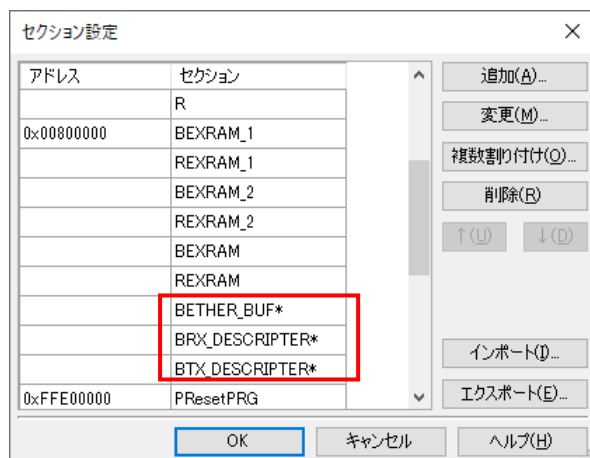 セクション設定
アドレス セクション
R
0x00800000 BEXRAM_1
REXRAM_1
BEXRAM_2
REXRAM_2
BEXRAM
REXRAM
BETHER_BUF*
BRX_DESCRIPTER*
BTX_DESCRIPTER*
0xFFE00000 PResetPRG
追加(A)...
変更(M)...
複数割り付け(O)...
削除(R)
↑(U) ↓(D)
インポート(I)...
エクスポート(E)...
OK キャンセル ヘルプ(H)